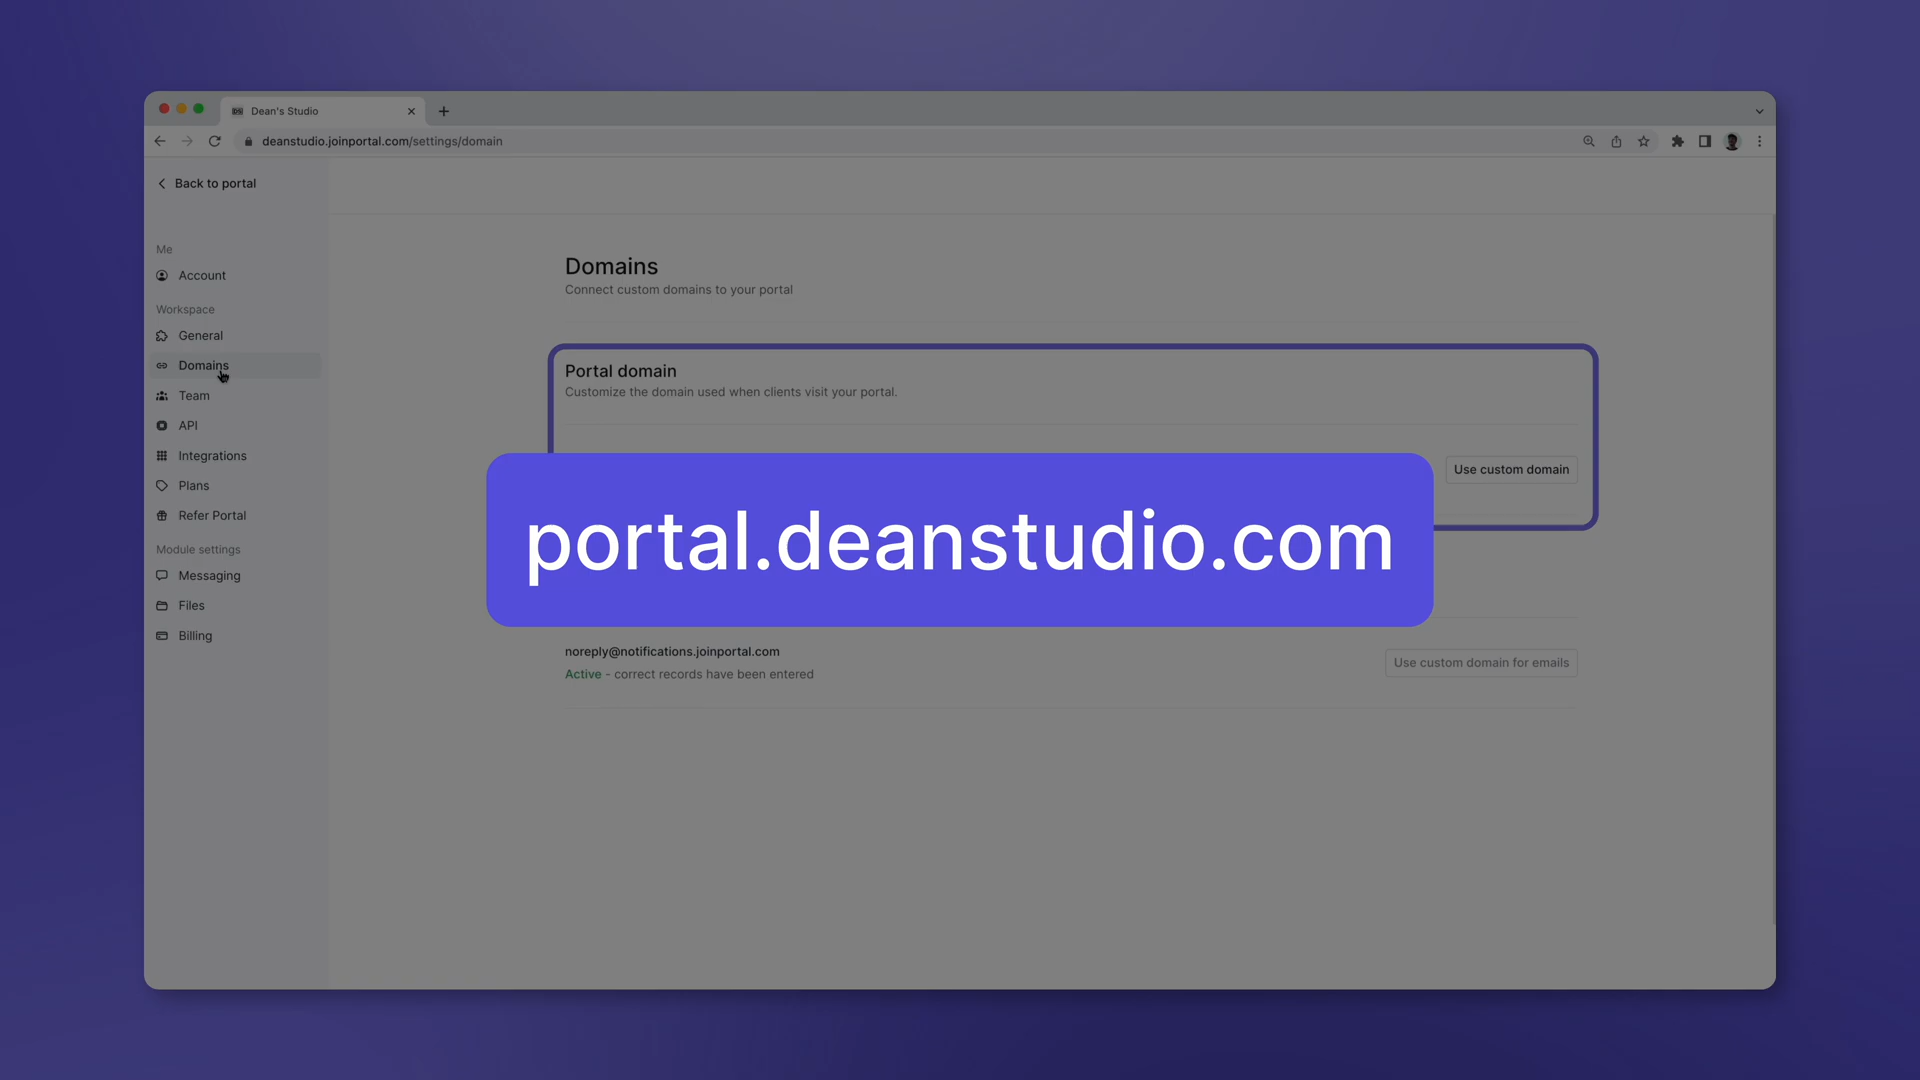 Dean's Studio
deanstudio.joinportal.com/settings/domain
Back to portal
Me
Account
Workspace
General
Domains
Team
API
Integrations
Plans
Refer Portal
Module settings
Messaging
Files
Billing
Domains
Connect custom domains to your portal
Portal domain
Customize the domain used when clients visit your portal.
Use custom domain
portal.deanstudio.com
noreply@notifications.joinportal.com
Active - correct records have been entered
Use custom domain for emails